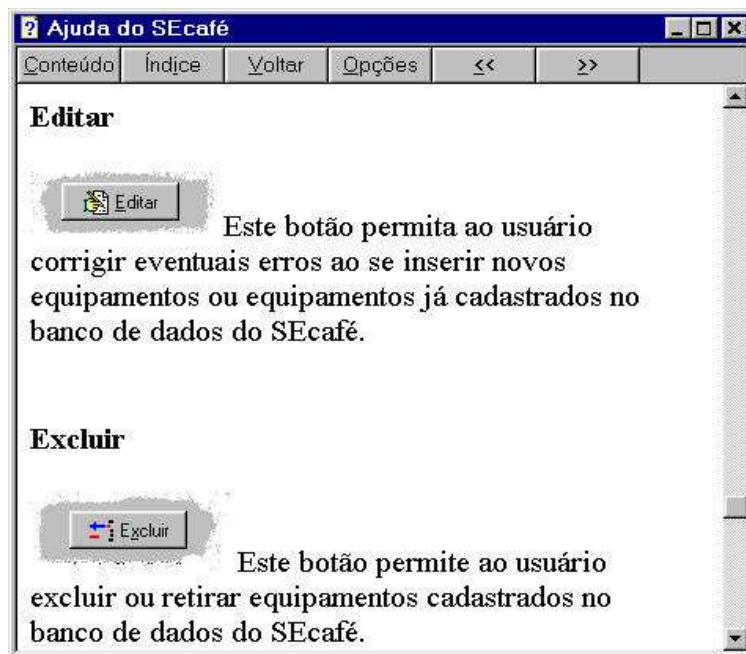 Ajuda do SEcafé
Conteúdo Índice Voltar Opções << >>
Editar
Editar Este botão permita ao usuário
corrigir eventuais erros ao se inserir novos
equipamentos ou equipamentos já cadastrados no
banco de dados do SEcafé.
Excluir
Excluir Este botão permite ao usuário
excluir ou retirar equipamentos cadastrados no
banco de dados do SEcafé.